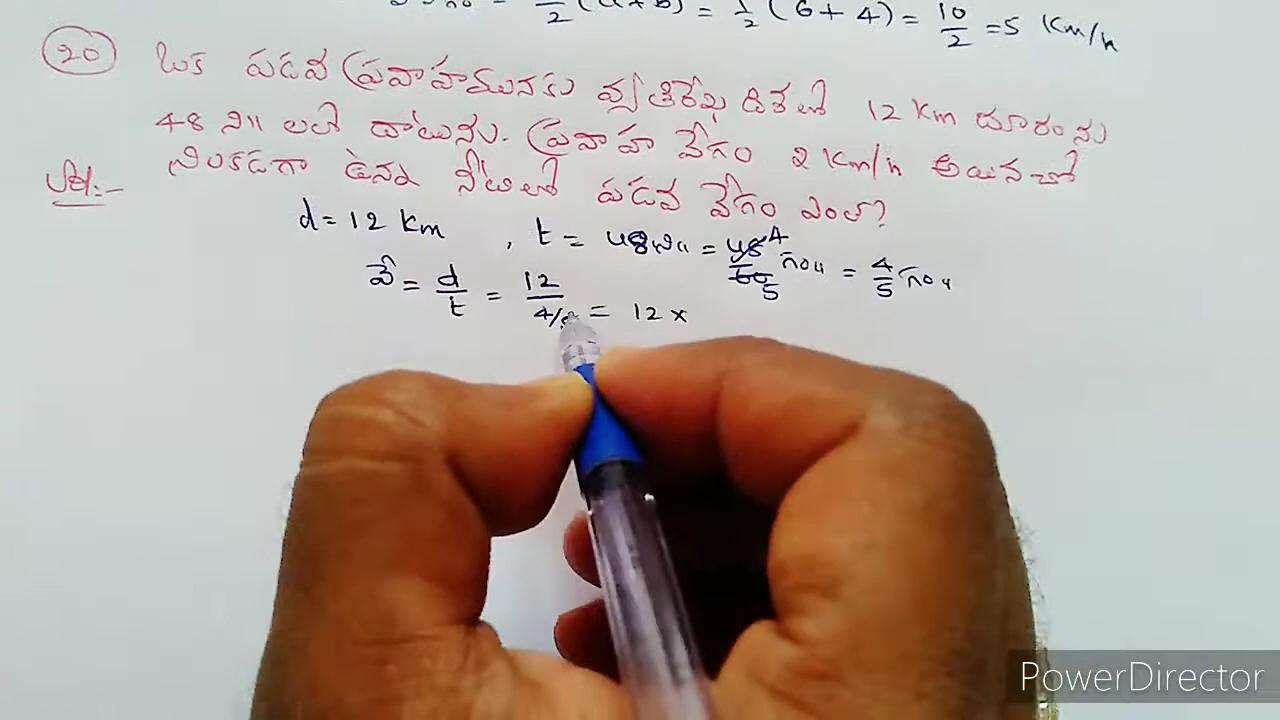 = 1/2 ( 6 + 4 ) = 10/2 = 5 Km/h
20 ఒక పడవ ప్రవాహమునకు వ్యతిరేఖ దిశలో 12 Km దూరంను
48 ని॥ లలో దాటును. ప్రవాహ వేగం 2 Km/h అయినచో
నిలకడగా ఉన్న నీటిలో పడవ వేగం ఎంత?
d = 12 Km , t = 48ని॥ = 48/60 4/5 గం॥ = 4/5 గం॥
వే = d/t = 12/4/5 = 12 x
PowerDirector